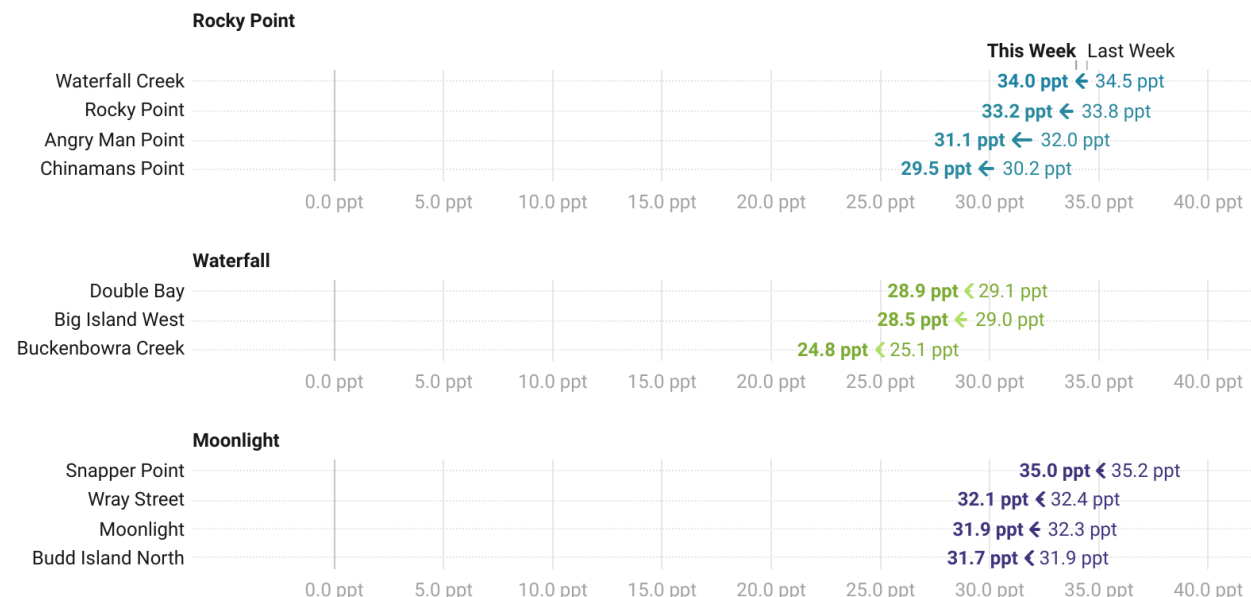 Rocky Point
This Week Last Week
Waterfall Creek 34.0 ppt 34.5 ppt
Rocky Point 33.2 ppt 33.8 ppt
Angry Man Point 31.1 ppt 32.0 ppt
Chinamans Point 29.5 ppt 30.2 ppt
0.0 ppt 5.0 ppt 10.0 ppt 15.0 ppt 20.0 ppt 25.0 ppt 30.0 ppt 35.0 ppt 40.0 ppt
Waterfall
Double Bay 28.9 ppt 29.1 ppt
Big Island West 28.5 ppt 29.0 ppt
Buckenbowra Creek 24.8 ppt 25.1 ppt
0.0 ppt 5.0 ppt 10.0 ppt 15.0 ppt 20.0 ppt 25.0 ppt 30.0 ppt 35.0 ppt 40.0 ppt
Moonlight
Snapper Point 35.0 ppt 35.2 ppt
Wray Street 32.1 ppt 32.4 ppt
Moonlight 31.9 ppt 32.3 ppt
Budd Island North 31.7 ppt 31.9 ppt
0.0 ppt 5.0 ppt 10.0 ppt 15.0 ppt 20.0 ppt 25.0 ppt 30.0 ppt 35.0 ppt 40.0 ppt